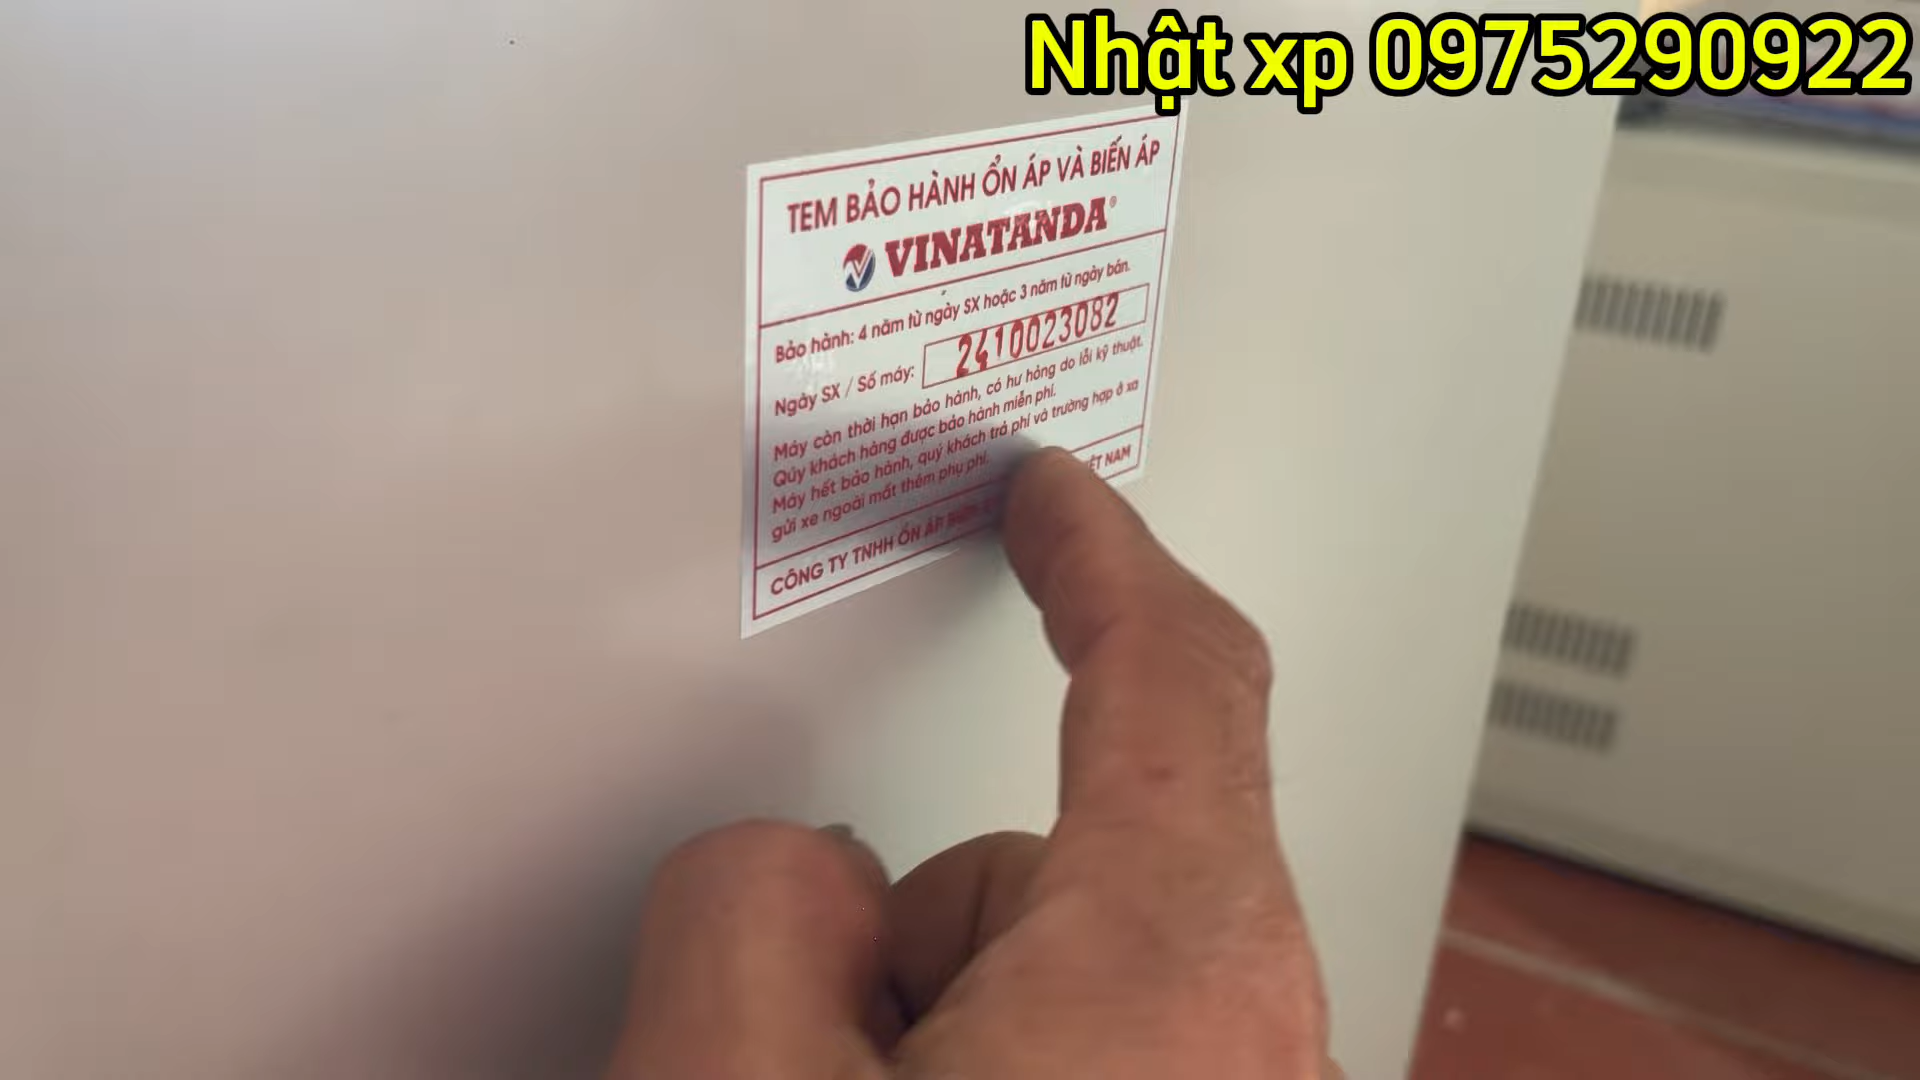 Nhật xp 0975290922
TEM BẢO HÀNH ỔN ÁP VÀ BIẾN ÁP
VINATANDA®
Bảo hành: 4 năm từ ngày SX hoặc 3 năm từ ngày bán.
Ngày SX / Số máy: 2410023082
Máy còn thời hạn bảo hành, có hư hỏng do lỗi kỹ thuật.
Qúy khách hàng được bảo hành miễn phí.
Máy hết bảo hành, quý khách trả phí và trường hợp ở xa
gửi xe ngoài mất thêm phụ phí.
CÔNG TY TNHH ỔN ÁP